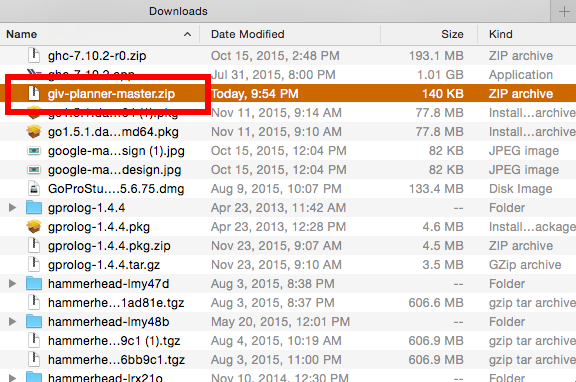 Downloads
Name Date Modified Size Kind
ghc-7.10.2-r0.zip Oct 15, 2015, 2:48 PM 193.1 MB ZIP archive
ghc-7.10.2.app Jul 31, 2015, 8:00 PM 1.01 GB Application
giv-planner-master.zip Today, 9:54 PM 140 KB ZIP archive
go1.5.1.da…64 (1).pkg Nov 11, 2015, 9:14 AM 77.8 MB Install…archive
go1.5.1.da…md64.pkg Nov 11, 2015, 9:03 AM 77.8 MB Install…archive
google-ma…sign (1).jpg Oct 15, 2015, 12:04 PM 82 KB JPEG image
google-ma…design.jpg Oct 15, 2015, 12:04 PM 82 KB JPEG image
GoProStu…5.6.75.dmg Aug 9, 2015, 10:07 PM 133.4 MB Disk Image
gprolog-1.4.4 Apr 23, 2013, 11:42 AM -- Folder
gprolog-1.4.4.pkg Apr 23, 2013, 12:28 PM 4.6 MB Install…package
gprolog-1.4.4.pkg.zip Nov 23, 2015, 9:07 AM 4.5 MB ZIP archive
gprolog-1.4.4.tar.gz Nov 23, 2015, 9:10 AM 3.5 MB GZip archive
hammerhead-lmy47d Aug 3, 2015, 8:38 PM -- Folder
hammerhe…1ad81e.tgz Aug 3, 2015, 8:37 PM 606.6 MB gzip tar archive
hammerhead-lmy48b May 20, 2015, 12:01 PM -- Folder
hammerhe…9c1 (1).tgz Aug 4, 2015, 10:19 AM 606.9 MB gzip tar archive
hammerhe…6bb9c1.tgz Aug 3, 2015, 11:00 PM 606.9 MB gzip tar archive
hammerhead-lrx21o Nov 10, 2014, 7:10 PM -- Folder